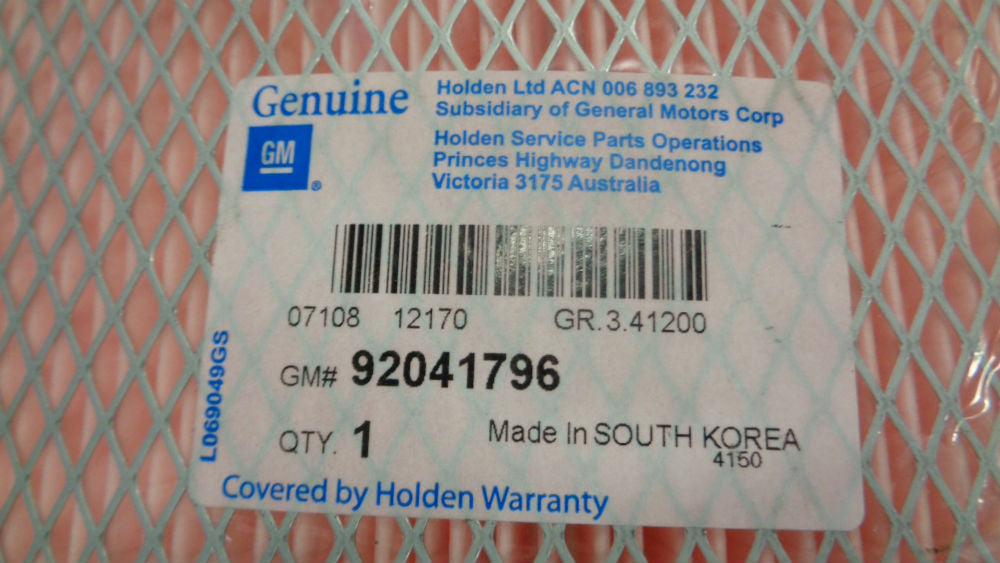 Genuine
GM
®
Holden Ltd ACN 006 893 232
Subsidiary of General Motors Corp
Holden Service Parts Operations
Princes Highway Dandenong
Victoria 3175 Australia
07108 12170 GR.3.41200
GM# 92041796
QTY. 1 Made In SOUTH KOREA
4150
L069049GS
Covered by Holden Warranty